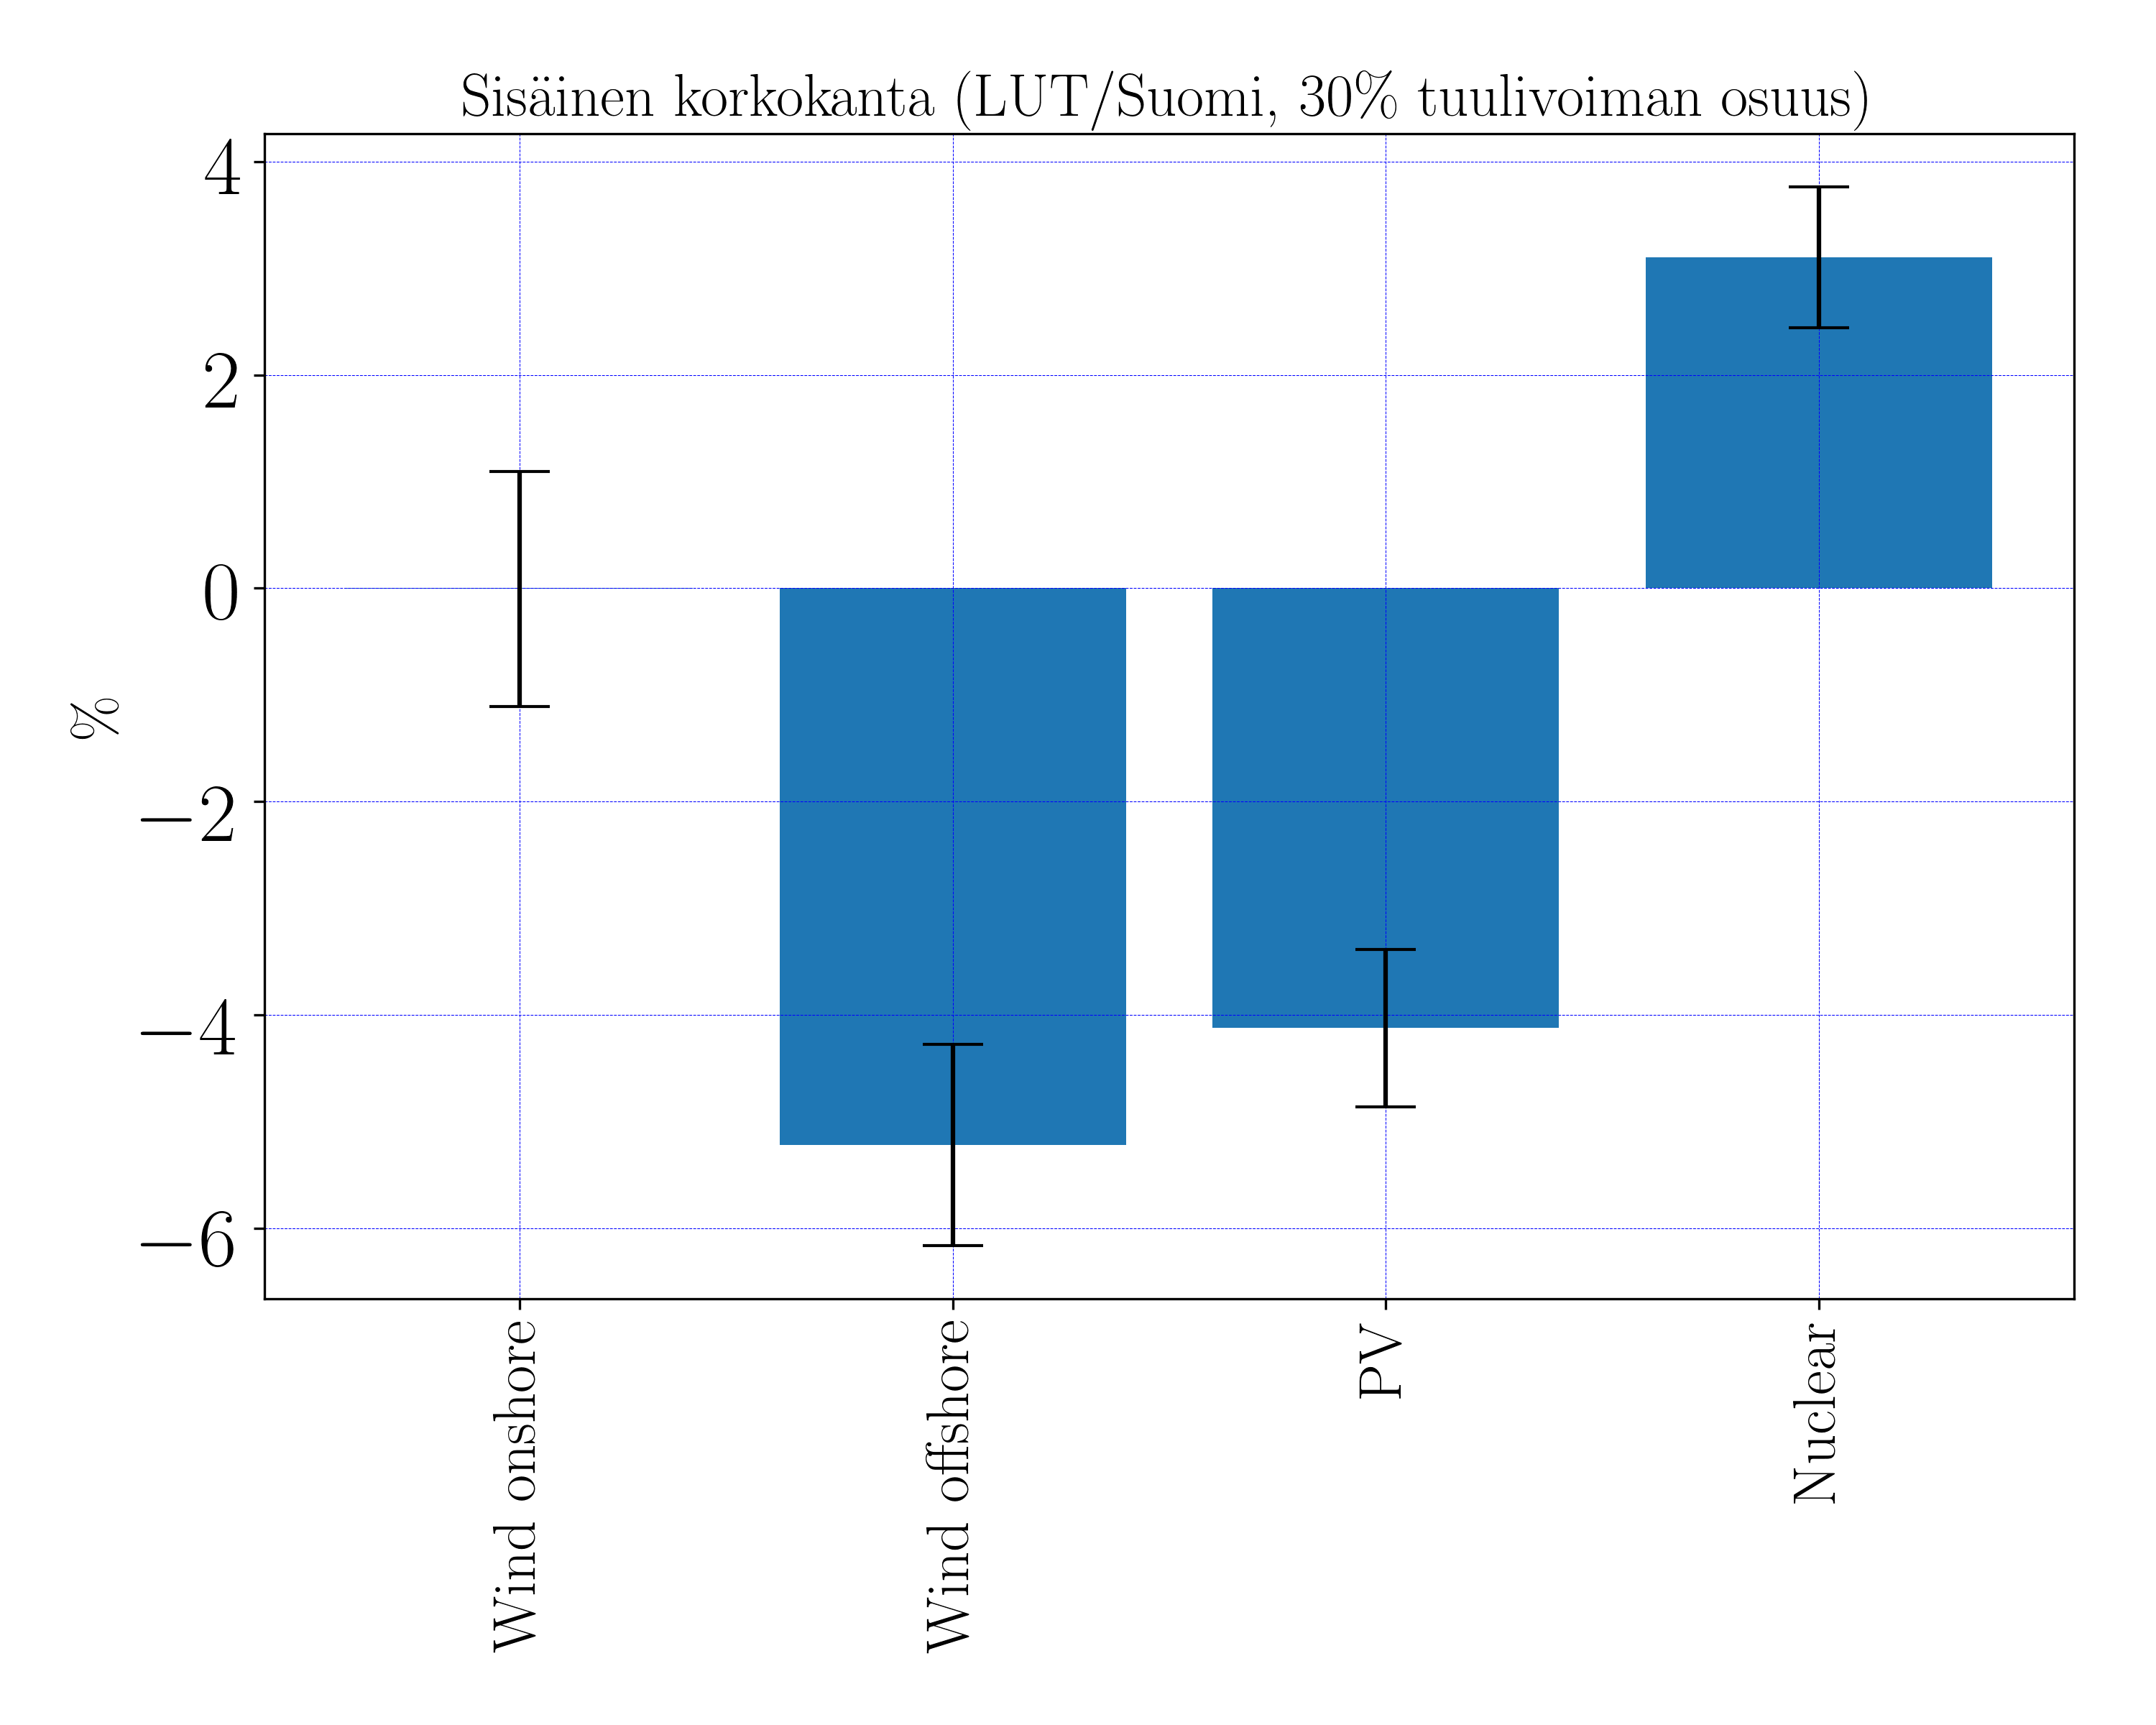 Sisäinen korkokanta (LUT/Suomi, 30% tuulivoiman osuus)
4
2
0
−2
−4
−6
%
Wind onshore
Wind offshore
PV
Nuclear